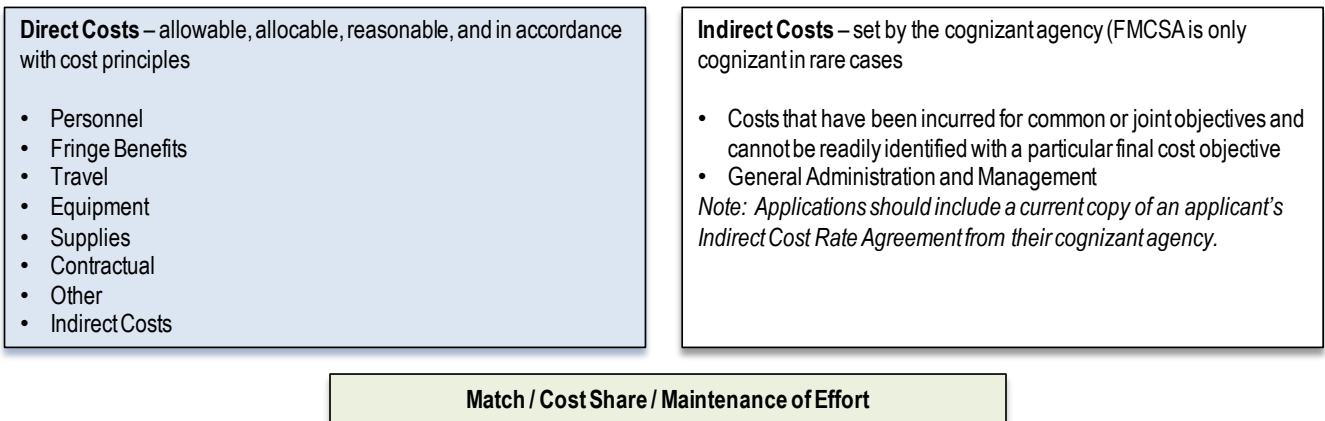 Direct Costs – allowable, allocable, reasonable, and in accordance
with cost principles
• Personnel
• Fringe Benefits
• Travel
• Equipment
• Supplies
• Contractual
• Other
• Indirect Costs
Indirect Costs – set by the cognizant agency (FMCSA is only
cognizant in rare cases
• Costs that have been incurred for common or joint objectives and
cannot be readily identified with a particular final cost objective
• General Administration and Management
Note: Applications should include a current copy of an applicant's
Indirect Cost Rate Agreement from their cognizant agency.
Match / Cost Share / Maintenance of Effort